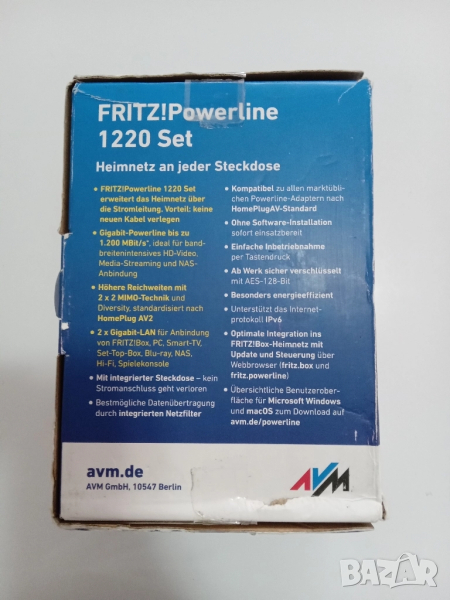 FRITZ!Powerline
1220 Set
Heimnetz an jeder Steckdose
• FRITZ!Powerline 1220 Set
erweitert das Heimnetz über
die Stromleitung. Vorteil: keine
neuen Kabel verlegen
• Gigabit-Powerline bis zu
1.200 MBit/s*, ideal für band-
breitenintensives HD-Video,
Media-Streaming und NAS-
Anbindung
• Höhere Reichweiten mit
2 x 2 MIMO-Technik und
Diversity, standardisiert nach
HomePlug AV2
• 2 x Gigabit-LAN für Anbindung
von FRITZ!Box, PC, Smart-TV,
Set-Top-Box, Blu-ray, NAS,
Hi-Fi, Spielekonsole
• Mit integrierter Steckdose – kein
Stromanschluss geht verloren
• Bestmögliche Datenübertragung
durch integrierten Netzfilter
• Kompatibel zu allen marktübli-
chen Powerline-Adaptern nach
HomePlugAV-Standard
• Ohne Software-Installation
sofort einsatzbereit
• Einfache Inbetriebnahme
per Tastendruck
• Ab Werk sicher verschlüsselt
mit AES-128-Bit
• Besonders energieeffizient
• Unterstützt das Internet-
protokoll IPv6
• Optimale Integration ins
FRITZ!Box-Heimnetz mit
Update und Steuerung über
Webbrowser (fritz.box und
fritz.powerline)
• Übersichtliche Benutzerober-
fläche für Microsoft Windows
und macOS zum Download auf
avm.de/powerline
avm.de
AVM GmbH, 10547 Berlin
AVM
BAZAR